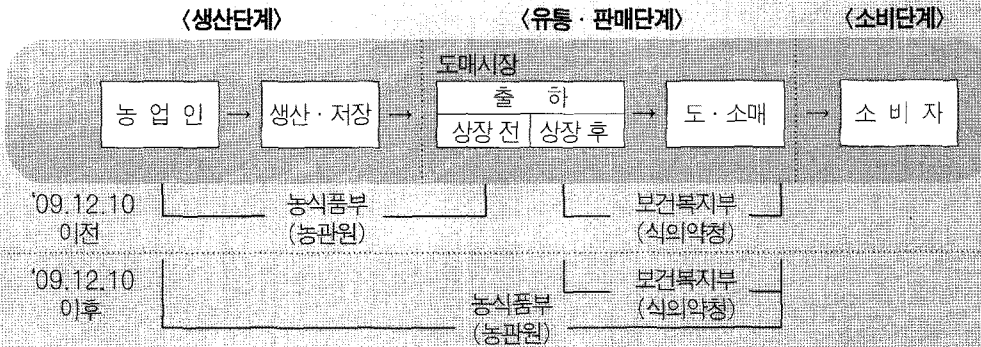 〈생산단계〉 〈유통·판매단계〉 〈소비단계〉
도매시장
농 업 인 → 생산·저장 → 출 하 → 도·소매 → 소 비 자
상장 전 상장 후
'09.12.10 농식품부 보건복지부
이전 (농관원) (식의약청)
'09.12.10 보건복지부
이후 (식의약청)
농식품부
(농관원)